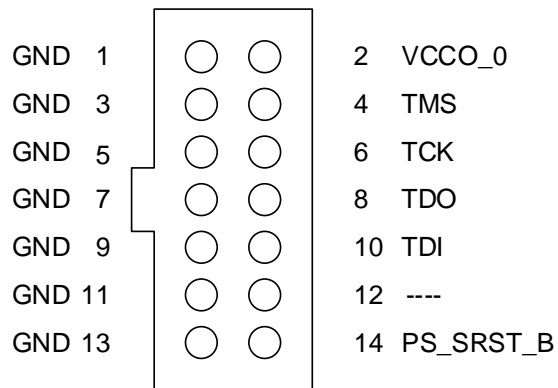 GND 1 2 VCCO_0
GND 3 4 TMS
GND 5 6 TCK
GND 7 8 TDO
GND 9 10 TDI
GND 11 12 ----
GND 13 14 PS_SRST_B